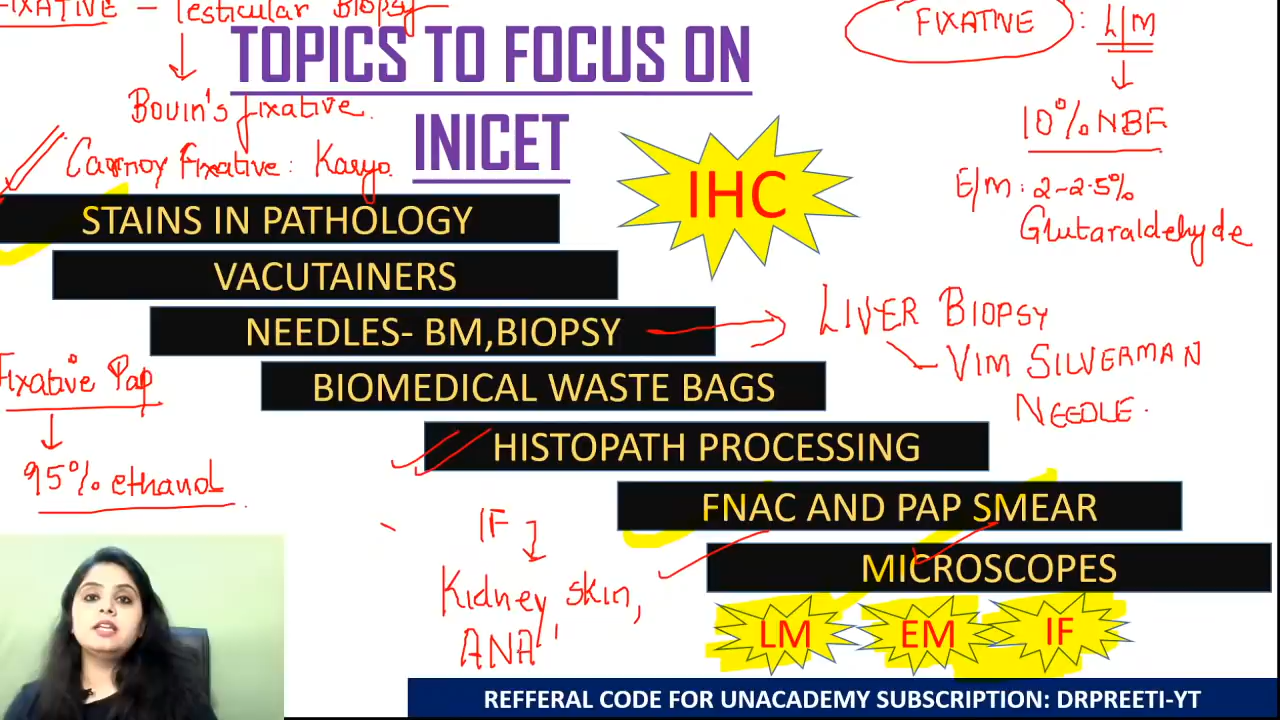 FIXATIVE - Testicular Biopsy
Bouin's fixative.
Carnoy Fixative: Karyo.
TOPICS TO FOCUS ON
INICET
IHC
FIXATIVE : L/M
10% NBF
E/M: 2-2.5%
Glutaraldehyde
STAINS IN PATHOLOGY
VACUTAINERS
NEEDLES- BM,BIOPSY
LIVER BIOPSY
VIM SILVERMAN
NEEDLE.
BIOMEDICAL WASTE BAGS
HISTOPATH PROCESSING
FNAC AND PAP SMEAR
MICROSCOPES
Fixative Pap
95% ethanol
IF
Kidney skin,
ANA
LM
EM
IF
REFFERAL CODE FOR UNACADEMY SUBSCRIPTION: DRPREETI-YT